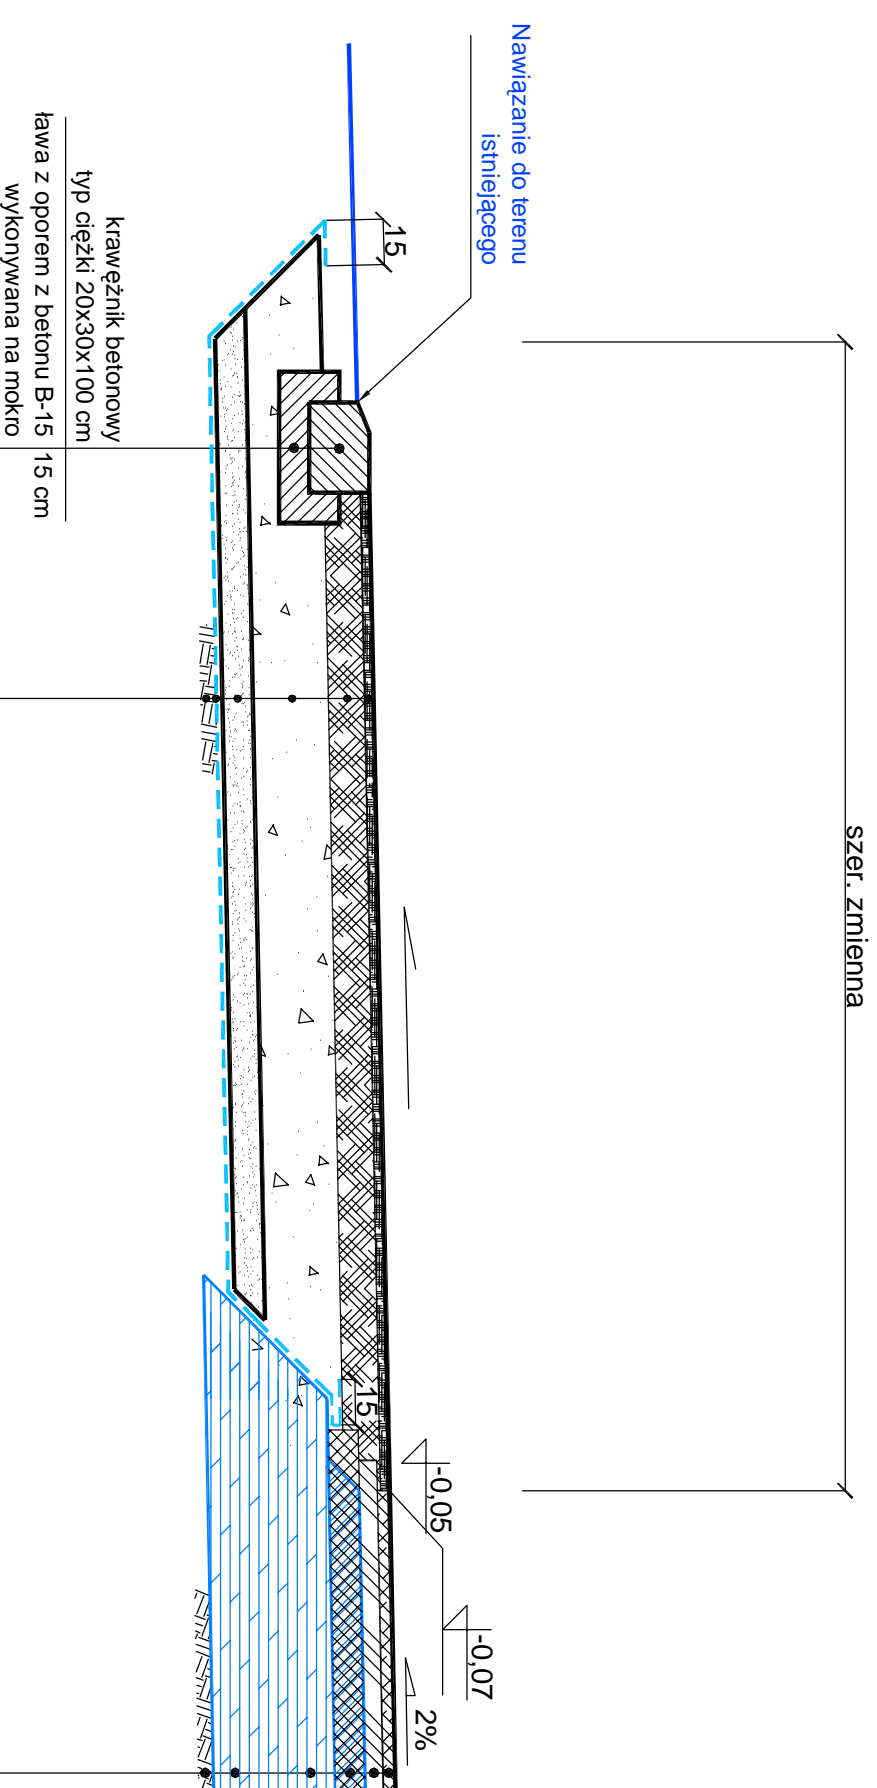 szer. zmienna
Nawiązanie do terenu
istniejącego
15
15
-0,05
-0,07
2%
krawężnik betonowy
typ ciężki 20x30x100 cm
ława z oporem z betonu B-15 15 cm
wykonywana na mokro